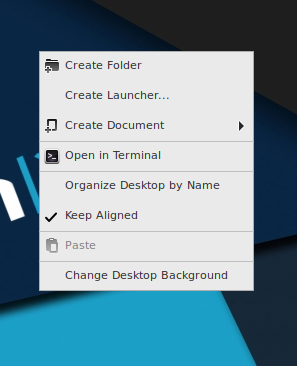 Create Folder
Create Launcher...
Create Document
Open in Terminal
Organize Desktop by Name
Keep Aligned
Paste
Change Desktop Background